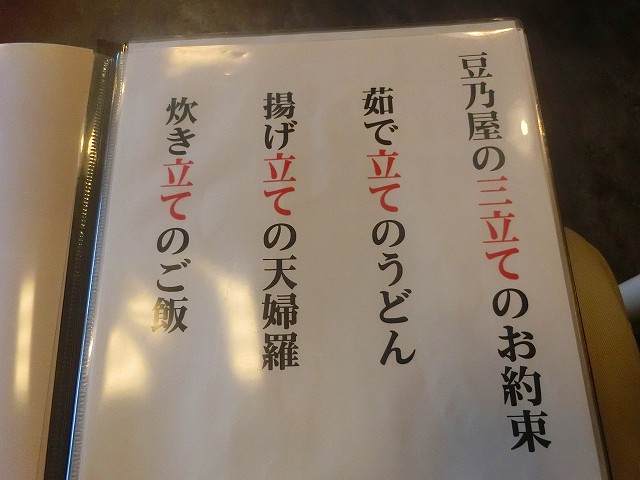 豆乃屋の三立てのお約束
茹で立てのうどん
揚げ立ての天婦羅
炊き立てのご飯